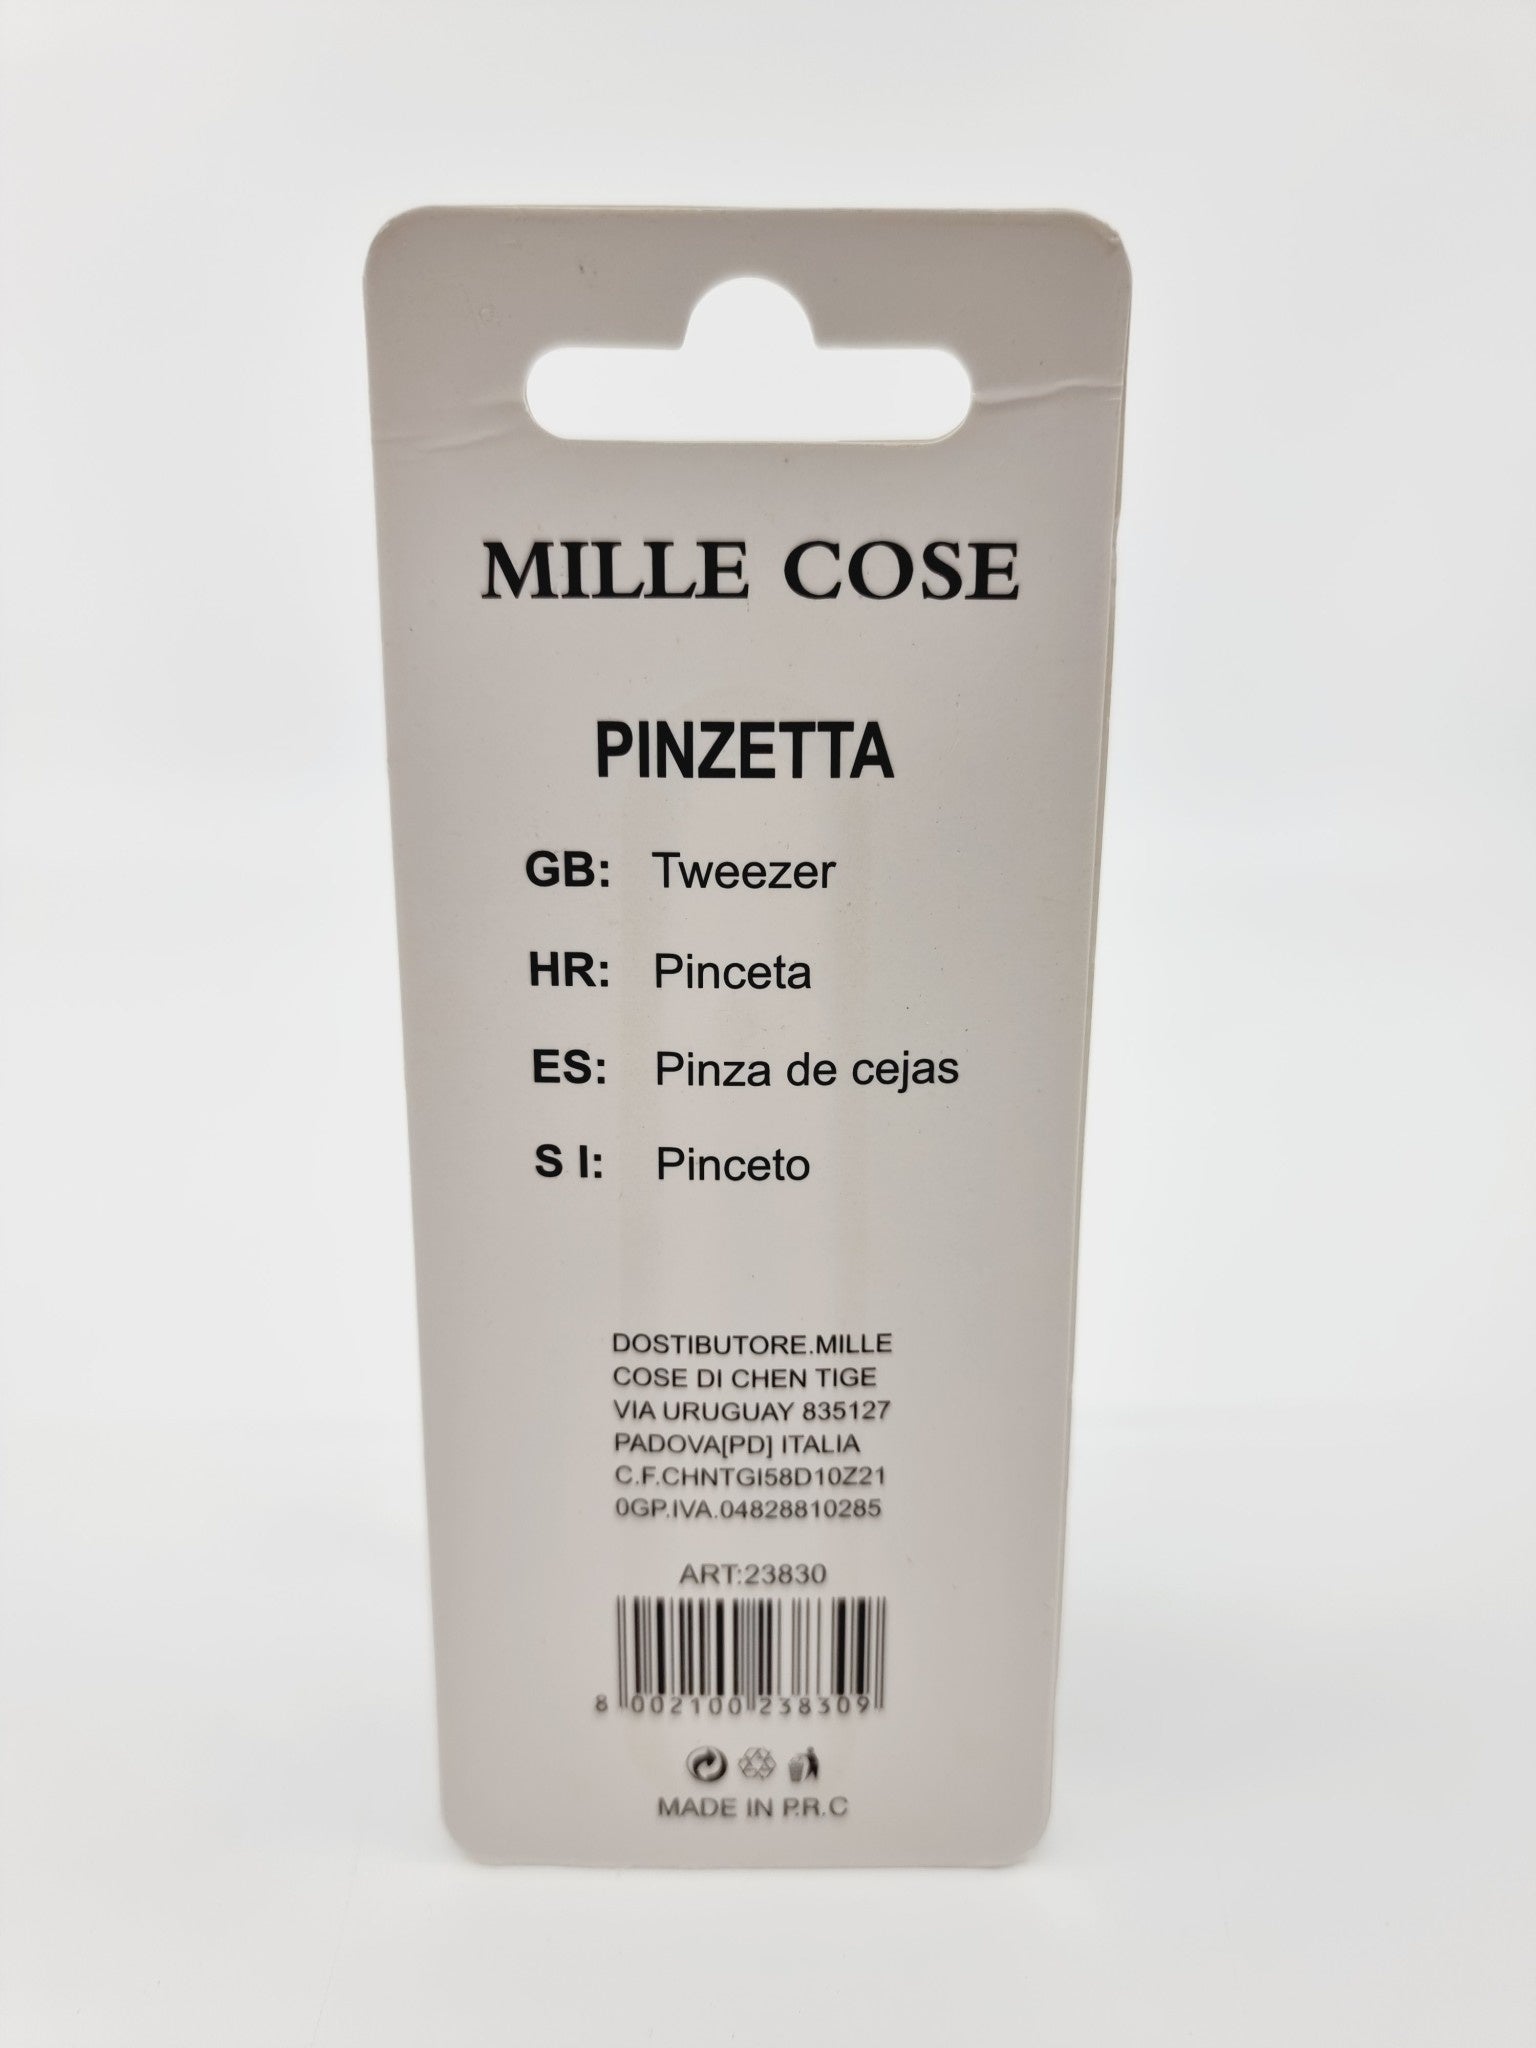 MILLE COSE
PINZETTA
GB: Tweezer
HR: Pinceta
ES: Pinza de cejas
S I: Pinceto
DOSTIBUTORE.MILLE
COSE DI CHEN TIGE
VIA URUGUAY 835127
PADOVA[PD] ITALIA
C.F.CHNTGI58D10Z21
0GP.IVA.04828810285
ART:23830
8 002100 238309
MADE IN P.R.C